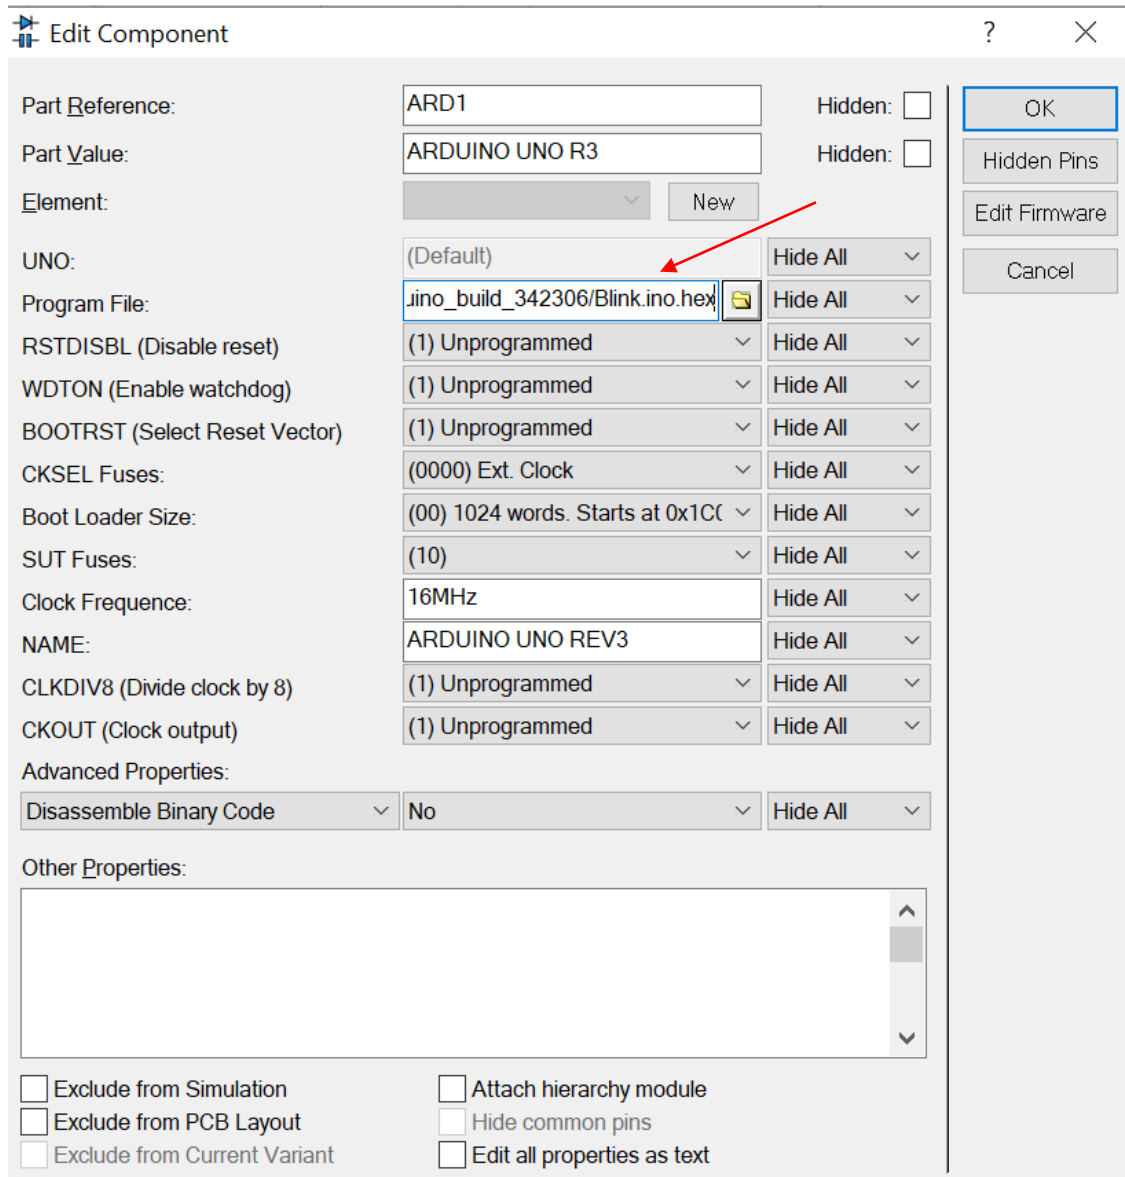 Edit Component ?
Part Reference: ARD1 Hidden: OK
Part Value: ARDUINO UNO R3 Hidden: Hidden Pins
Element: New Edit Firmware
UNO: (Default) Hide All Cancel
Program File: uino_build_342306/Blink.ino.hex Hide All
RSTDISBL (Disable reset) (1) Unprogrammed Hide All
WDTON (Enable watchdog) (1) Unprogrammed Hide All
BOOTRST (Select Reset Vector) (1) Unprogrammed Hide All
CKSEL Fuses: (0000) Ext. Clock Hide All
Boot Loader Size: (00) 1024 words. Starts at 0x1C( Hide All
SUT Fuses: (10) Hide All
Clock Frequence: 16MHz Hide All
NAME: ARDUINO UNO REV3 Hide All
CLKDIV8 (Divide clock by 8) (1) Unprogrammed Hide All
CKOUT (Clock output) (1) Unprogrammed Hide All
Advanced Properties:
Disassemble Binary Code No Hide All
Other Properties:
Exclude from Simulation Attach hierarchy module
Exclude from PCB Layout Hide common pins
Exclude from Current Variant Edit all properties as text